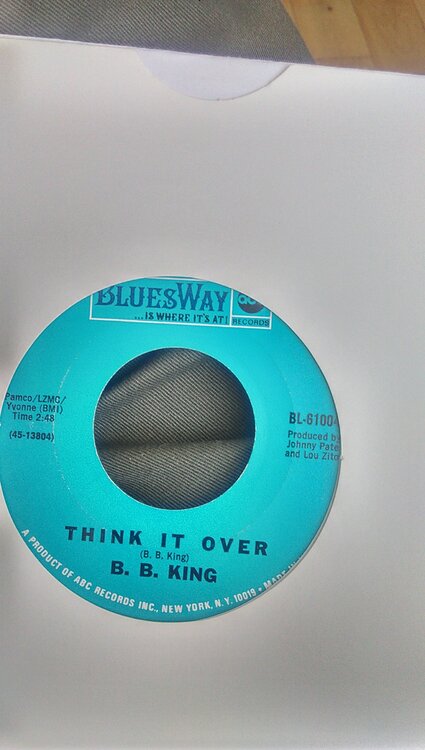 BLUESWAY
...IS WHERE IT'S AT!
abc
RECORDS
Pamco/LZMC/
Yvonne (BMI)
Time 2:48
(45-13804)
BL-61004
Produced by
Johnny Pate
and Lou Zito
THINK IT OVER
(B. B. King)
B. B. KING
A PRODUCT OF ABC RECORDS INC., NEW YORK, N. Y. 10019 •